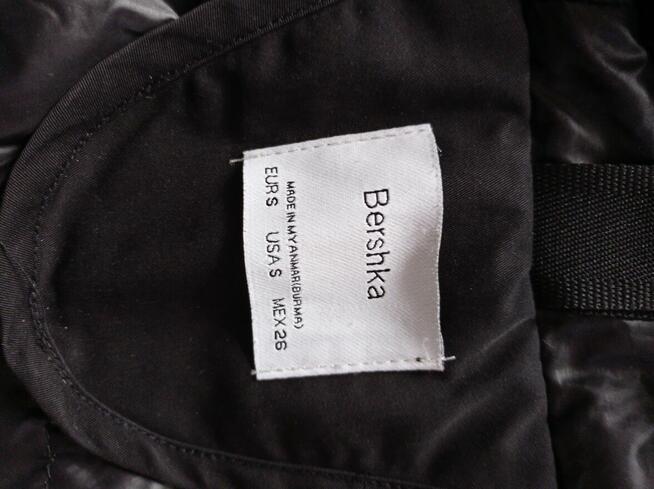 Bershka
MADE IN MYANMAR(BURMA)
EUR S USA S MEX 26